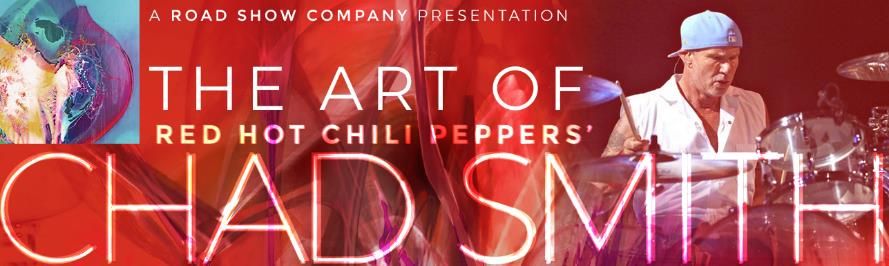 A ROAD SHOW COMPANY PRESENTATION
THE ART OF
RED HOT CHILI PEPPERS'
CHAD SMITH